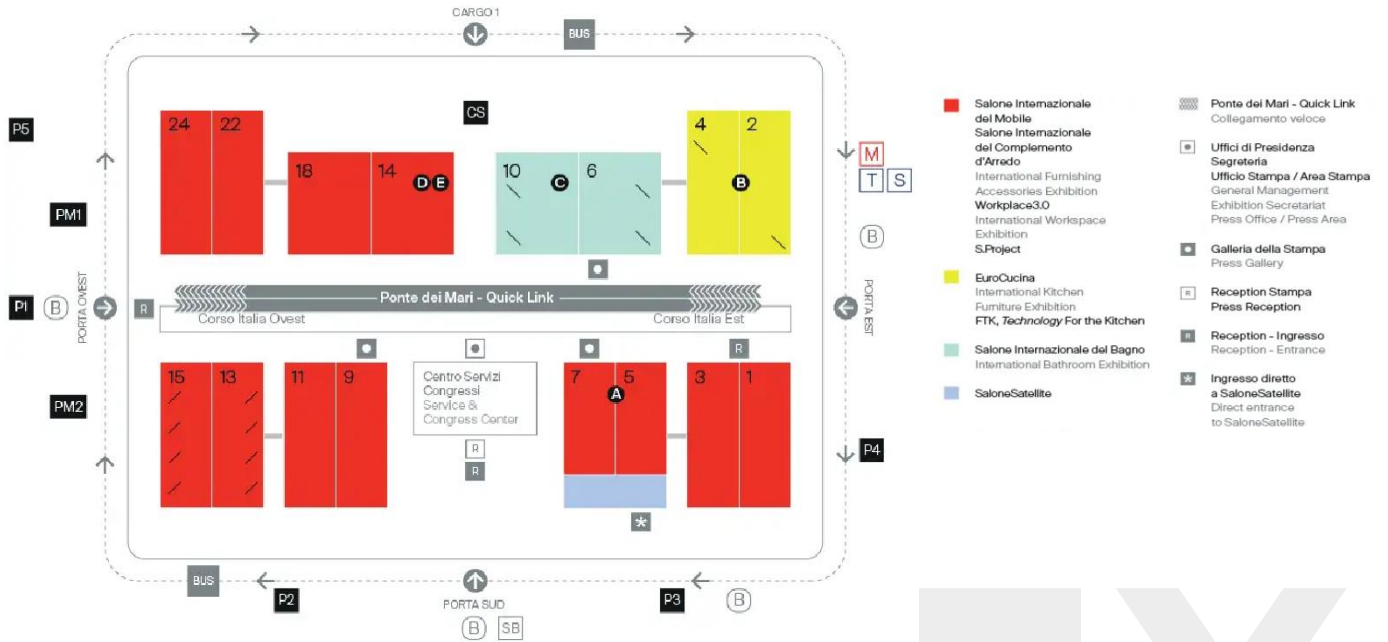 CARGO 1
BUS
P5
CS
24 22
18 14 D E
10 C 6
4 2
B
M
T S
PM1
B
P1 B
PORTA OVEST
R
Ponte dei Mari - Quick Link
Corso Italia Ovest
Corso Italia Est
PORTA EST
R
PM2
15 13
11 9
Centro Servizi
Congressi
Service &
Congress Center
R
R
7 5
A
3 1
P4
*
BUS
P2
PORTA SUD
B SB
P3
B
Salone Internazionale
del Mobile
Salone Internazionale
del Complemento
d'Arredo
International Furnishing
Accessories Exhibition
Workplace3.0
International Workspace
Exhibition
S.Project
EuroCucina
International Kitchen
Furniture Exhibition
FTK, Technology For the Kitchen
Salone Internazionale del Bagno
International Bathroom Exhibition
SaloneSatellite
Ponte dei Mari - Quick Link
Collegamento veloce
Uffici di Presidenza
Segreteria
Ufficio Stampa / Area Stampa
General Management
Exhibition Secretariat
Press Office / Press Area
Galleria della Stampa
Press Gallery
R Reception Stampa
Press Reception
R Reception - Ingresso
Reception - Entrance
* Ingresso diretto
a SaloneSatellite
Direct entrance
to SaloneSatellite